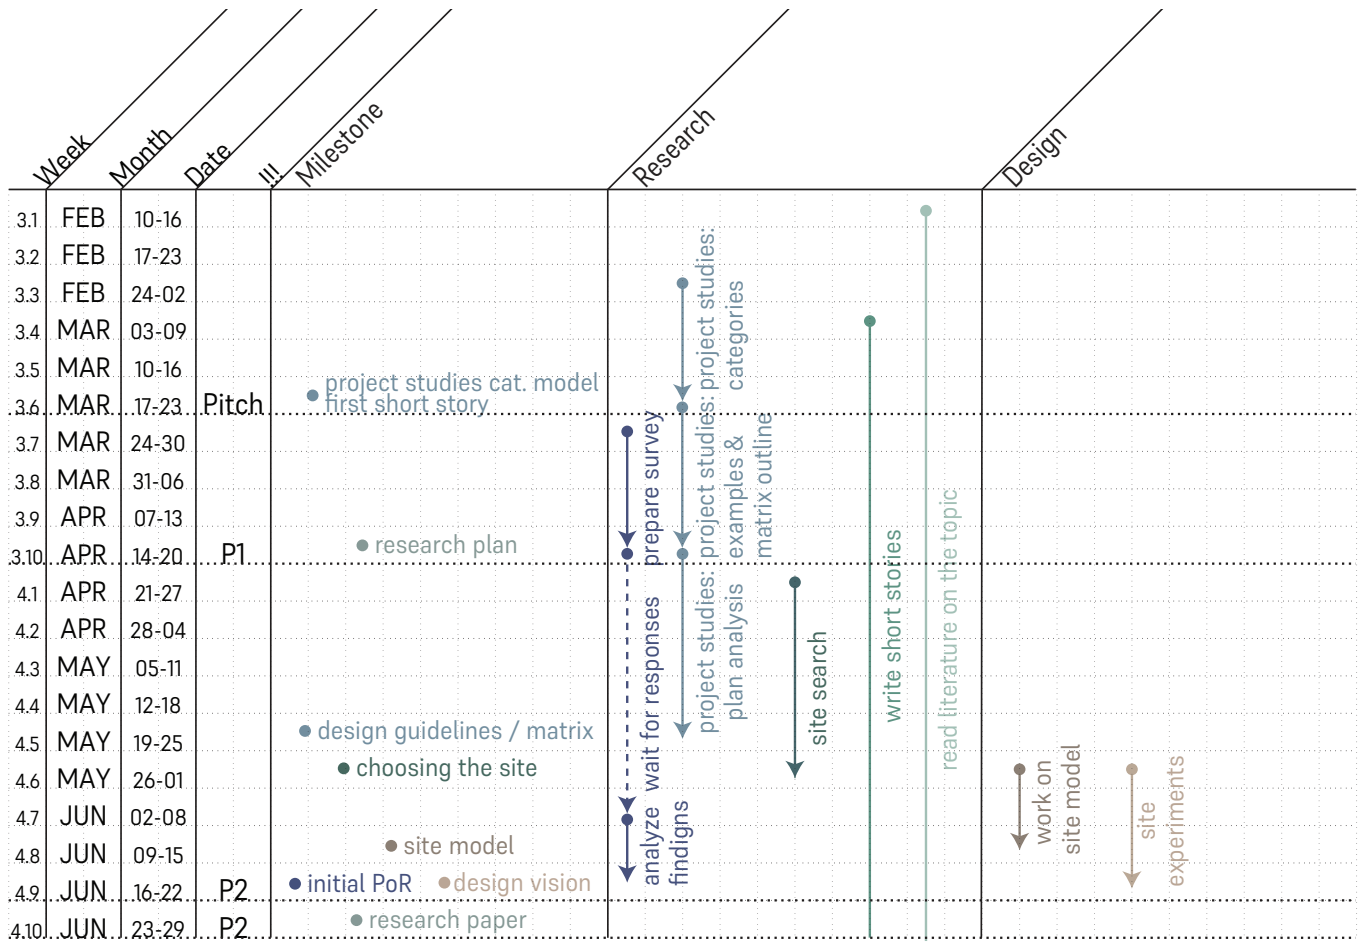 Week Month Date !!! Milestone Research Design
3.1 FEB 10-16
3.2 FEB 17-23
3.3 FEB 24-02
3.4 MAR 03-09
3.5 MAR 10-16
project studies cat. model
3.6 MAR 17-23 Pitch first short story
3.7 MAR 24-30
3.8 MAR 31-06
3.9 APR 07-13
3.10 APR 14-20 P1 research plan
4.1 APR 21-27
4.2 APR 28-04
4.3 MAY 05-11
4.4 MAY 12-18
4.5 MAY 19-25 design guidelines / matrix
4.6 MAY 26-01 choosing the site
4.7 JUN 02-08
4.8 JUN 09-15 site model
4.9 JUN 16-22 P2 initial PoR design vision
4.10 JUN 23-29 P2 research paper
prepare survey
wait for responses
analyze
findigns
project studies:
categories
project studies:
examples &
matrix outline
project studies:
plan analysis
site search
write short stories
read literature on the topic
work on
site model
site
experiments